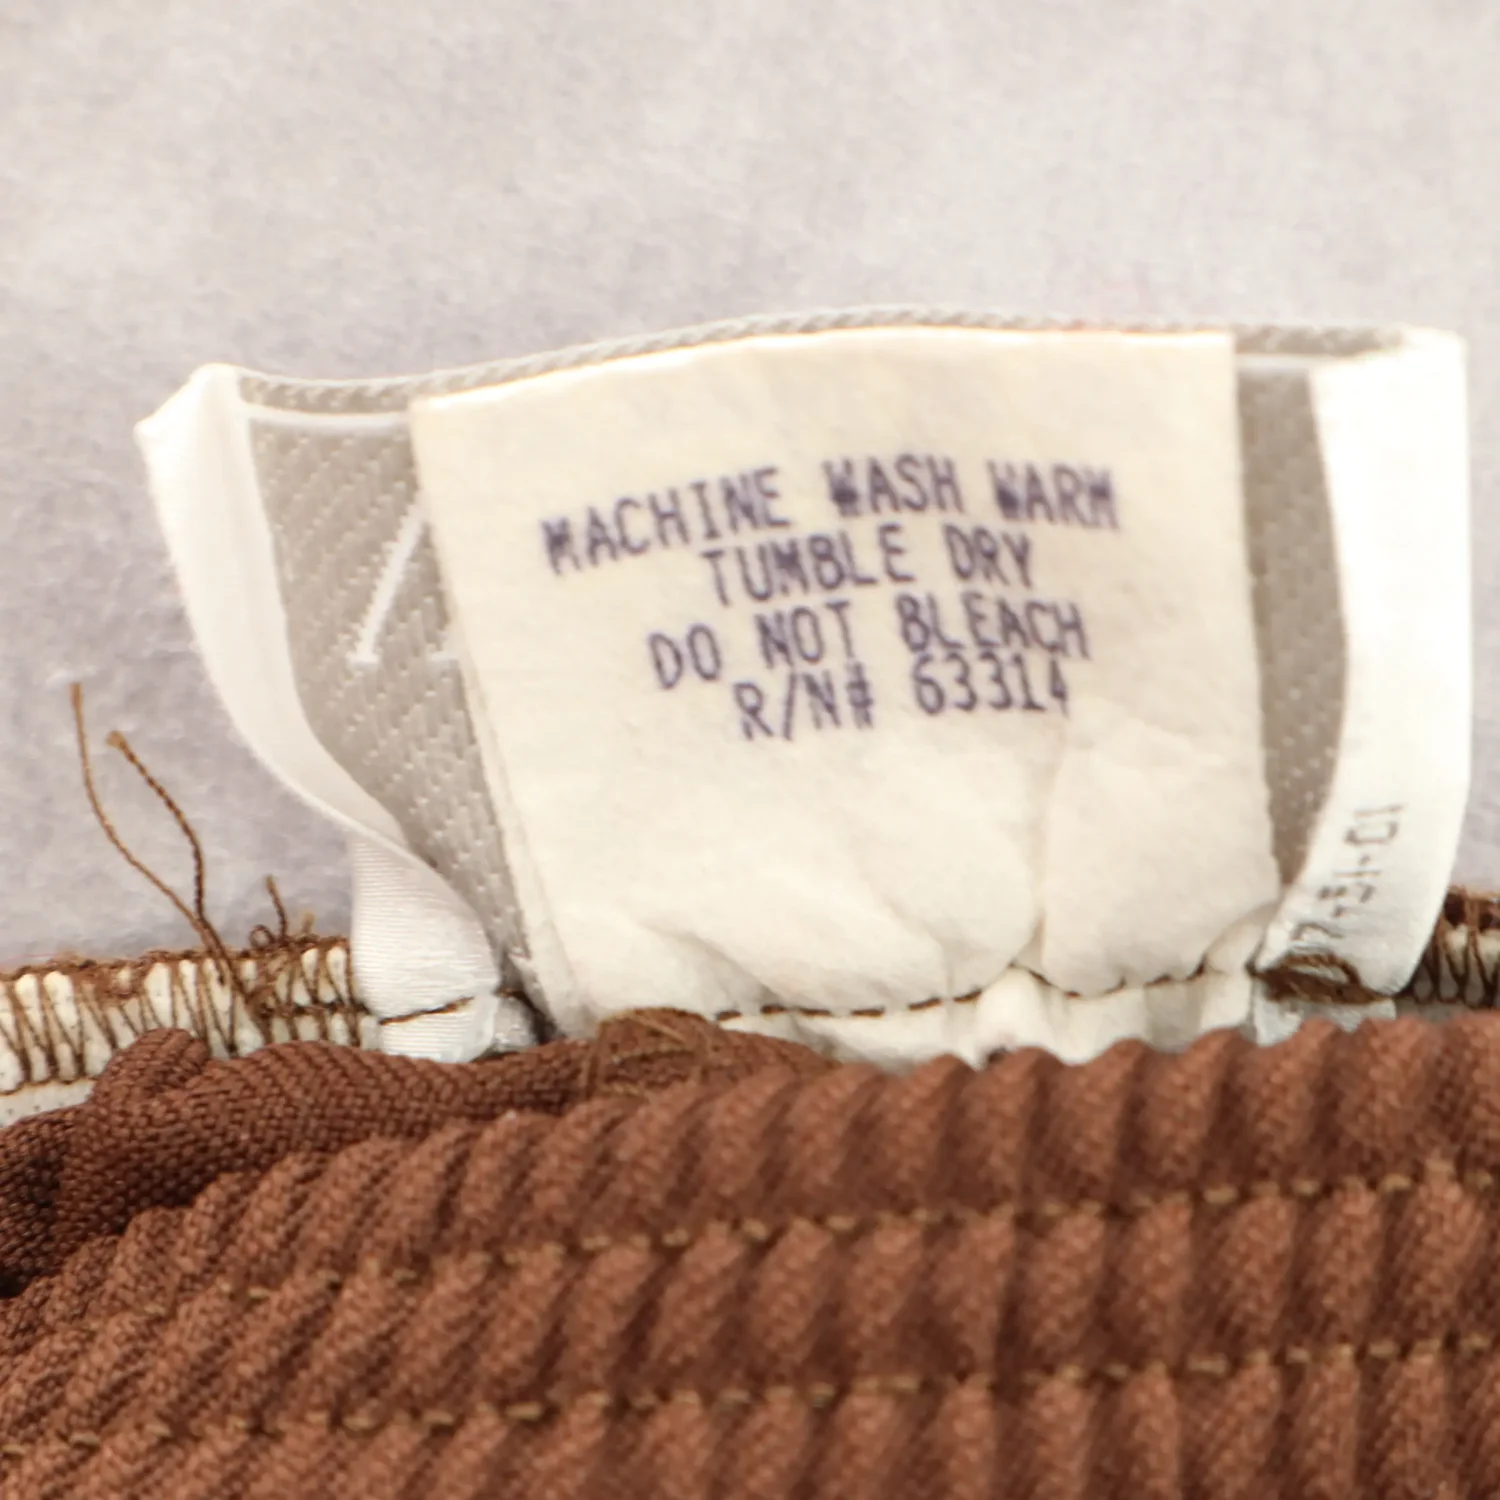 MACHINE WASH WARM
TUMBLE DRY
DO NOT BLEACH
R/N# 63314